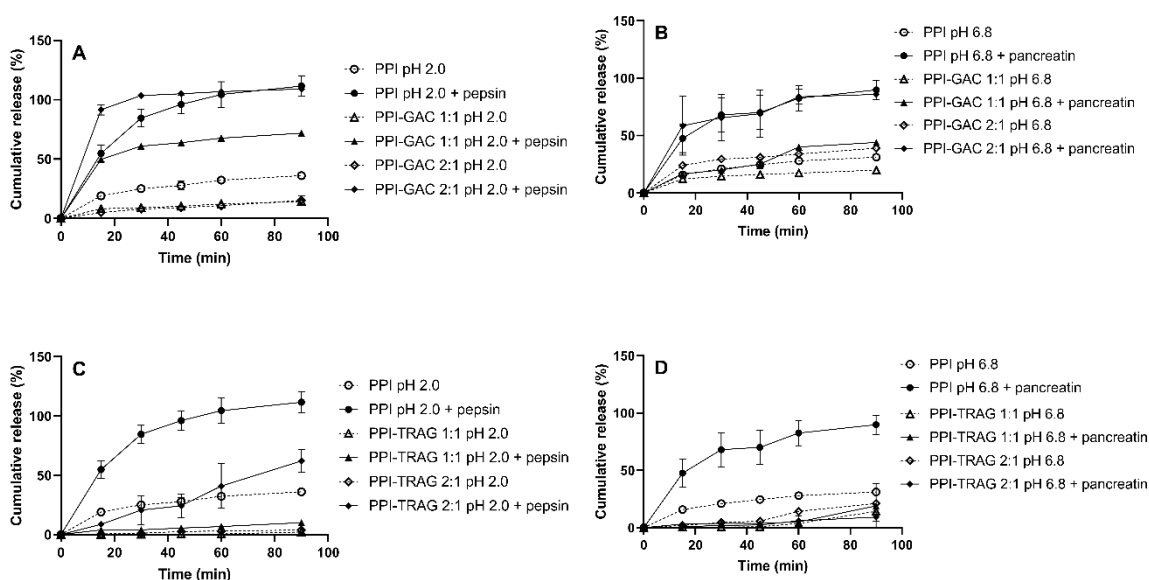 A
Cumulative release (%)
150
100
50
0
0 20 40 60 80 100
Time (min)
PPI pH 2.0
PPI pH 2.0 + pepsin
PPI-GAC 1:1 pH 2.0
PPI-GAC 1:1 pH 2.0 + pepsin
PPI-GAC 2:1 pH 2.0
PPI-GAC 2:1 pH 2.0 + pepsin
B
Cumulative release (%)
150
100
50
0
0 20 40 60 80 100
Time (min)
PPI pH 6.8
PPI pH 6.8 + pancreatin
PPI-GAC 1:1 pH 6.8
PPI-GAC 1:1 pH 6.8 + pancreatin
PPI-GAC 2:1 pH 6.8
PPI-GAC 2:1 pH 6.8 + pancreatin
C
Cumulative release (%)
150
100
50
0
0 20 40 60 80 100
Time (min)
PPI pH 2.0
PPI pH 2.0 + pepsin
PPI-TRAG 1:1 pH 2.0
PPI-TRAG 1:1 pH 2.0 + pepsin
PPI-TRAG 2:1 pH 2.0
PPI-TRAG 2:1 pH 2.0 + pepsin
D
Cumulative release (%)
150
100
50
0
0 20 40 60 80 100
Time (min)
PPI pH 6.8
PPI pH 6.8 + pancreatin
PPI-TRAG 1:1 pH 6.8
PPI-TRAG 1:1 pH 6.8 + pancreatin
PPI-TRAG 2:1 pH 6.8
PPI-TRAG 2:1 pH 6.8 + pancreatin